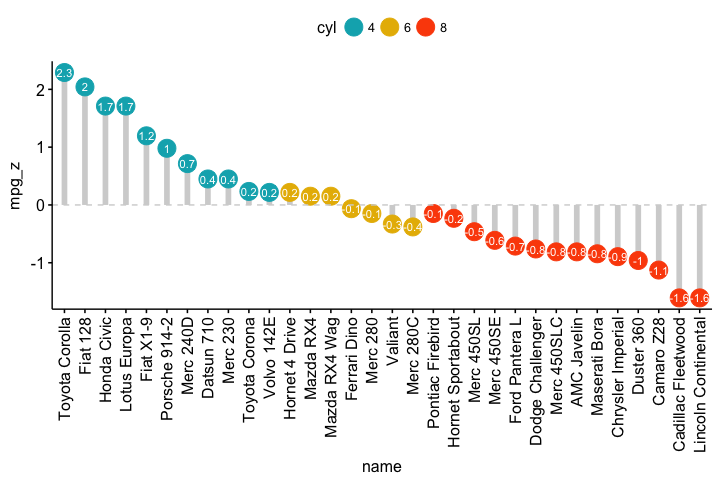 cyl 4 6 8
mpg_z
2
1
0
-1
2.3
2
1.7
1.7
1.2
1
0.7
0.4
0.4
0.2
0.2
0.2
0.2
0.2
-0.1
-0.1
-0.3
-0.4
-0.1
-0.2
-0.5
-0.6
-0.7
-0.8
-0.8
-0.8
-0.8
-0.9
-1
-1.1
-1.6
-1.6
Toyota Corolla
Fiat 128
Honda Civic
Lotus Europa
Fiat X1-9
Porsche 914-2
Merc 240D
Datsun 710
Merc 230
Toyota Corona
Volvo 142E
Hornet 4 Drive
Mazda RX4
Mazda RX4 Wag
Ferrari Dino
Merc 280
Valiant
Merc 280C
Pontiac Firebird
Hornet Sportabout
Merc 450SL
Merc 450SE
Ford Pantera L
Dodge Challenger
Merc 450SLC
AMC Javelin
Maserati Bora
Chrysler Imperial
Duster 360
Camaro Z28
Cadillac Fleetwood
Lincoln Continental
name